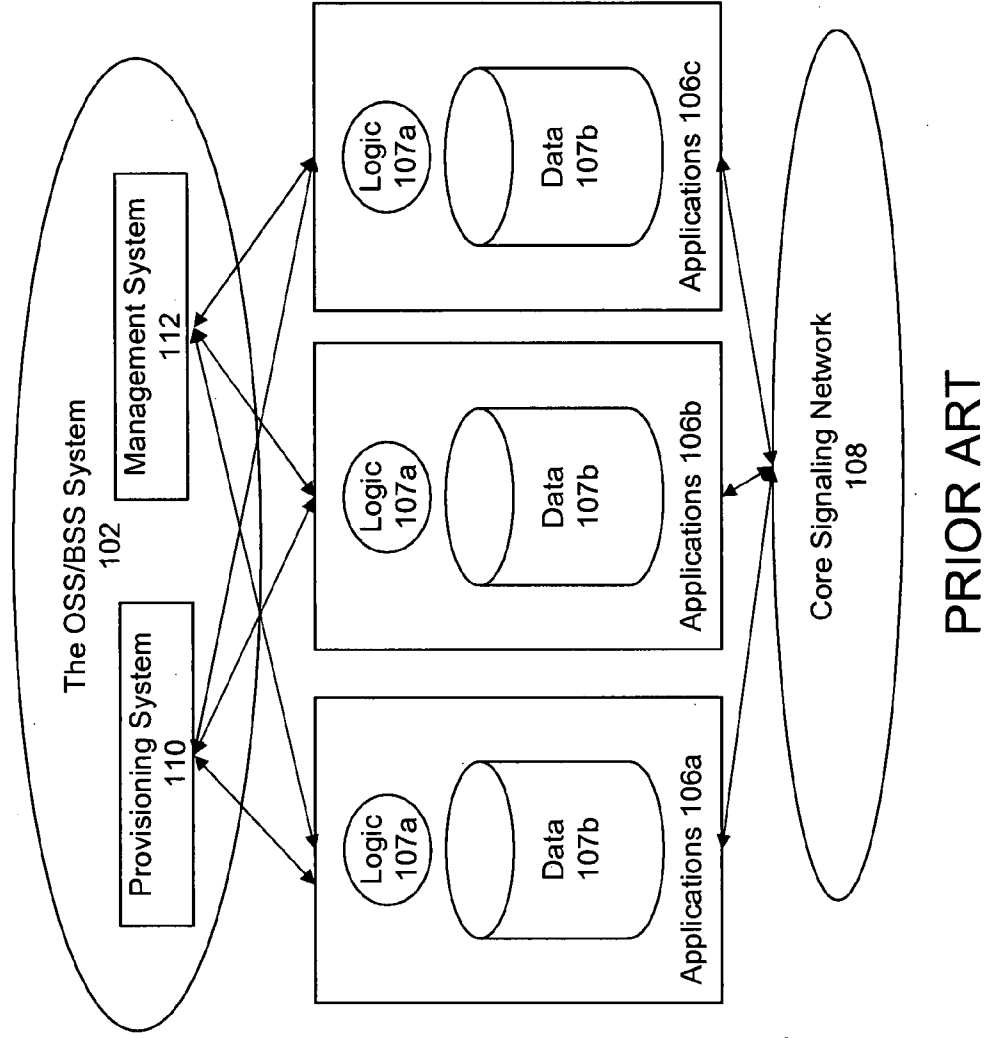 The OSS/BSS System
102
Provisioning System
110
Management System
112
Logic
107a
Data
107b
Applications 106a
Logic
107a
Data
107b
Applications 106b
Logic
107a
Data
107b
Applications 106c
Core Signaling Network
108
PRIOR ART